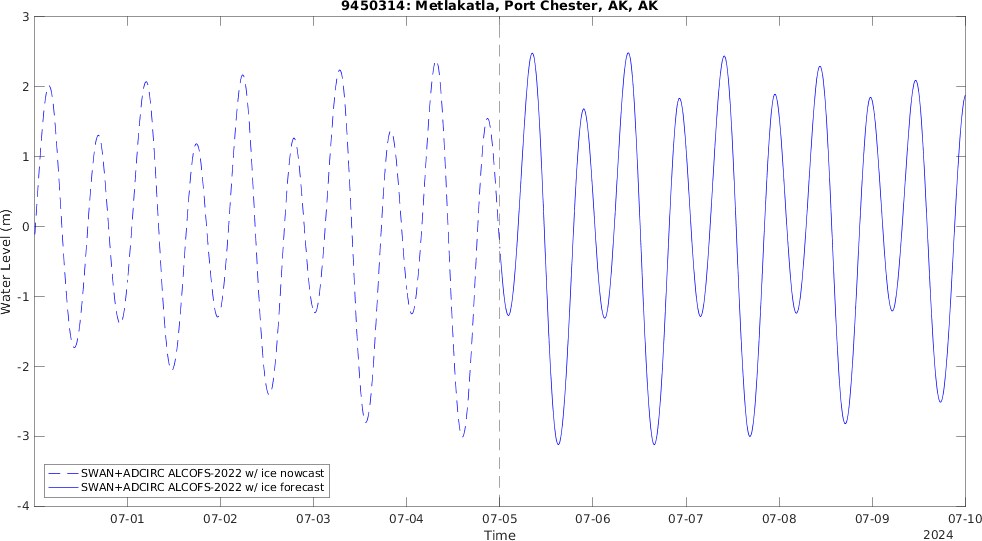 9450314: Metlakatla, Port Chester, AK, AK
3
2
1
0
-1
-2
-3
-4
Water Level (m)
SWAN+ADCIRC ALCOFS-2022 w/ ice nowcast
SWAN+ADCIRC ALCOFS-2022 w/ ice forecast
07-01 07-02 07-03 07-04 07-05 07-06 07-07 07-08 07-09 07-10
Time
2024